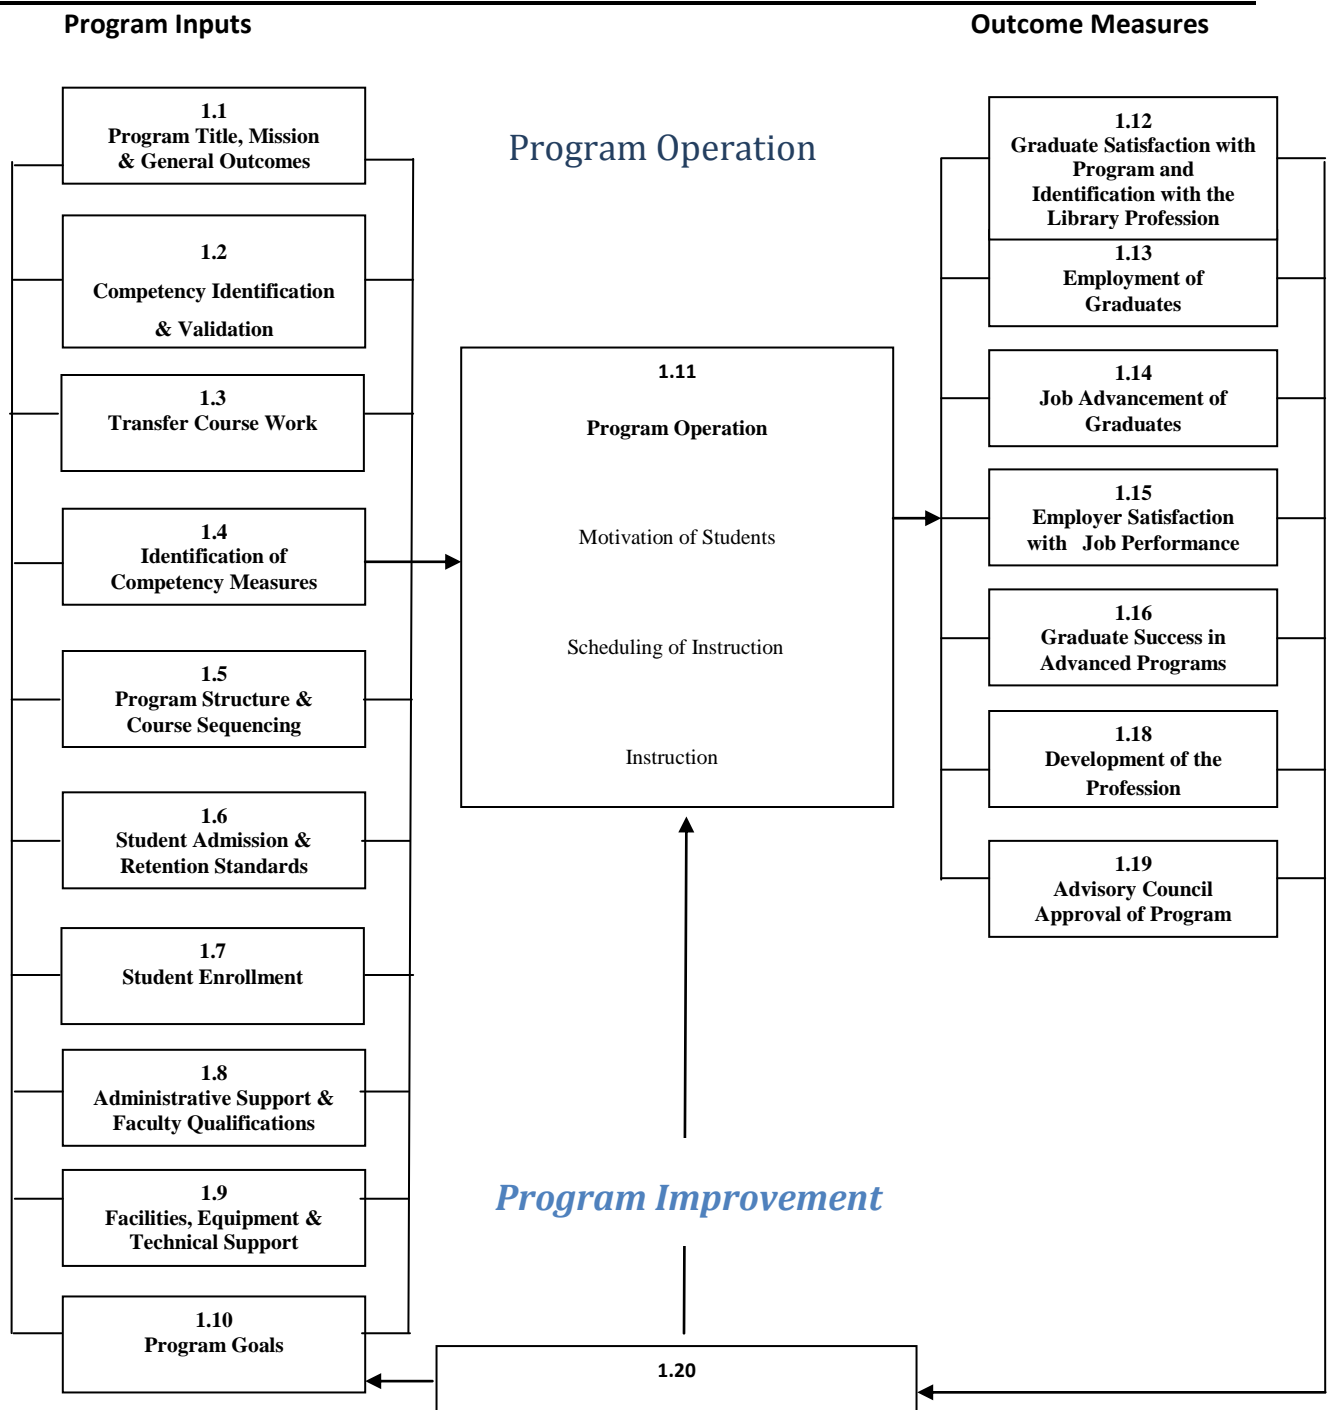 Program Inputs
Outcome Measures
1.1
Program Title, Mission
& General Outcomes
1.2
Competency Identification
& Validation
1.3
Transfer Course Work
1.4
Identification of
Competency Measures
1.5
Program Structure &
Course Sequencing
1.6
Student Admission &
Retention Standards
1.7
Student Enrollment
1.8
Administrative Support &
Faculty Qualifications
1.9
Facilities, Equipment &
Technical Support
1.10
Program Goals
Program Operation
1.11
Program Operation
Motivation of Students
Scheduling of Instruction
Instruction
Program Improvement
1.20
1.12
Graduate Satisfaction with
Program and
Identification with the
Library Profession
1.13
Employment of
Graduates
1.14
Job Advancement of
Graduates
1.15
Employer Satisfaction
with Job Performance
1.16
Graduate Success in
Advanced Programs
1.18
Development of the
Profession
1.19
Advisory Council
Approval of Program